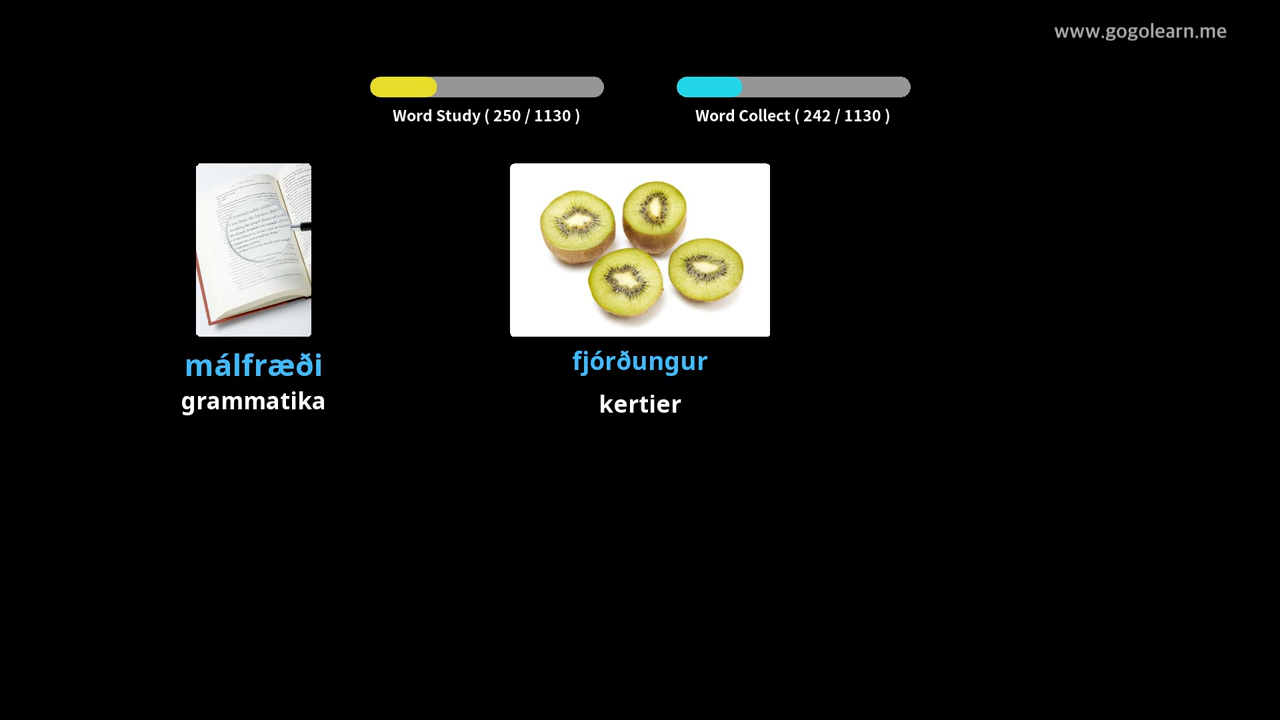 www.gogolearn.me
Word Study ( 250 / 1130 )
Word Collect ( 242 / 1130 )
málfræði
grammatika
fjórðungur
kertier